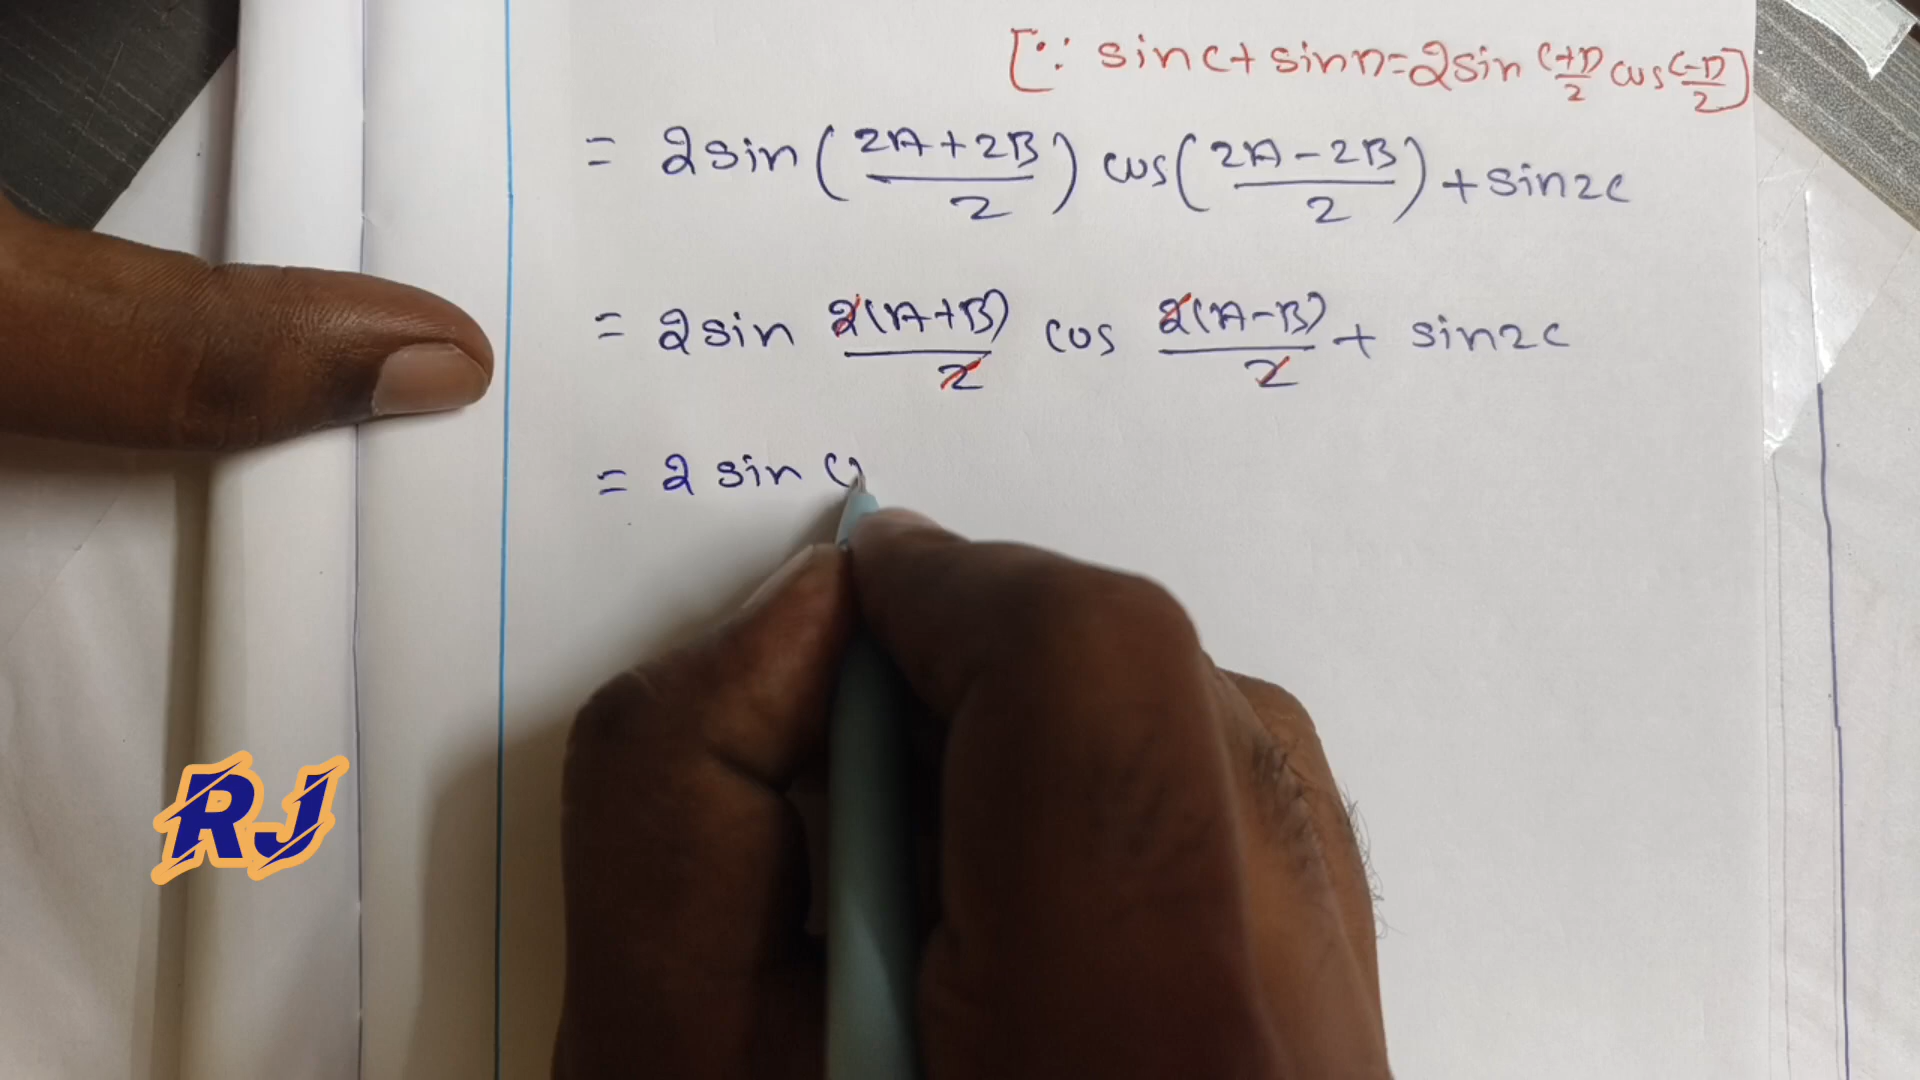 [∵ sinC + sinD = 2sin (C+D)/2 cos (C-D)/2]
= 2sin((2A+2B)/2) cos((2A-2B)/2) + sin2C
= 2sin 2(A+B)/2 cos 2(A-B)/2 + sin2C
= 2 sin (
RJ